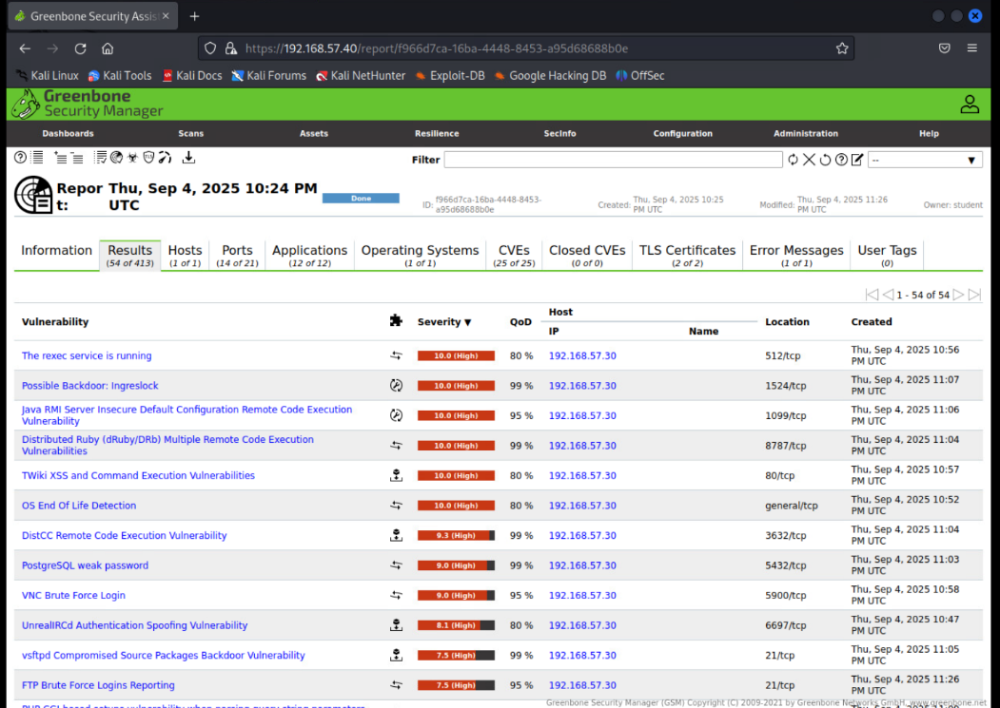 Greenbone Security Assis
https://192.168.57.40/report/f966d7ca-16ba-4448-8453-a95d68688b0e
Kali Linux Kali Tools Kali Docs Kali Forums Kali NetHunter Exploit-DB Google Hacking DB OffSec
Greenbone
Security Manager
Dashboards Scans Assets Resilience SecInfo Configuration Administration Help
Filter --
Repor Thu, Sep 4, 2025 10:24 PM
t: UTC
Done
ID: f966d7ca-16ba-4448-8453-
a95d68688b0e
Created: Thu, Sep 4, 2025 10:25
PM UTC
Modified: Thu, Sep 4, 2025 11:26
PM UTC
Owner: student
Information Results Hosts Ports Applications Operating Systems CVEs Closed CVEs TLS Certificates Error Messages User Tags
(54 of 413) (1 of 1) (14 of 21) (12 of 12) (1 of 1) (25 of 25) (0 of 0) (2 of 2) (1 of 1) (0)
1 - 54 of 54
Vulnerability Severity ▼ QoD Host Location Created
IP Name
The rexec service is running 10.0 (High) 80 % 192.168.57.30 512/tcp Thu, Sep 4, 2025 10:56
PM UTC
Possible Backdoor: Ingreslock 10.0 (High) 99 % 192.168.57.30 1524/tcp Thu, Sep 4, 2025 11:07
PM UTC
Java RMI Server Insecure Default Configuration Remote Code Execution
Vulnerability 10.0 (High) 95 % 192.168.57.30 1099/tcp Thu, Sep 4, 2025 11:06
PM UTC
Distributed Ruby (dRuby/DRb) Multiple Remote Code Execution
Vulnerabilities 10.0 (High) 99 % 192.168.57.30 8787/tcp Thu, Sep 4, 2025 11:04
PM UTC
TWiki XSS and Command Execution Vulnerabilities 10.0 (High) 80 % 192.168.57.30 80/tcp Thu, Sep 4, 2025 10:57
PM UTC
OS End Of Life Detection 10.0 (High) 80 % 192.168.57.30 general/tcp Thu, Sep 4, 2025 10:52
PM UTC
DistCC Remote Code Execution Vulnerability 9.3 (High) 99 % 192.168.57.30 3632/tcp Thu, Sep 4, 2025 11:04
PM UTC
PostgreSQL weak password 9.0 (High) 99 % 192.168.57.30 5432/tcp Thu, Sep 4, 2025 11:03
PM UTC
VNC Brute Force Login 9.0 (High) 95 % 192.168.57.30 5900/tcp Thu, Sep 4, 2025 10:58
PM UTC
UnrealIRCd Authentication Spoofing Vulnerability 8.1 (High) 80 % 192.168.57.30 6697/tcp Thu, Sep 4, 2025 10:47
PM UTC
vsftpd Compromised Source Packages Backdoor Vulnerability 7.5 (High) 99 % 192.168.57.30 21/tcp Thu, Sep 4, 2025 11:05
PM UTC
FTP Brute Force Logins Reporting 7.5 (High) 95 % 192.168.57.30 21/tcp Thu, Sep 4, 2025 11:26
PM UTC
Greenbone Security Manager (GSM) Copyright (C) 2009-2021 by Greenbone Networks GmbH, www.greenbone.net